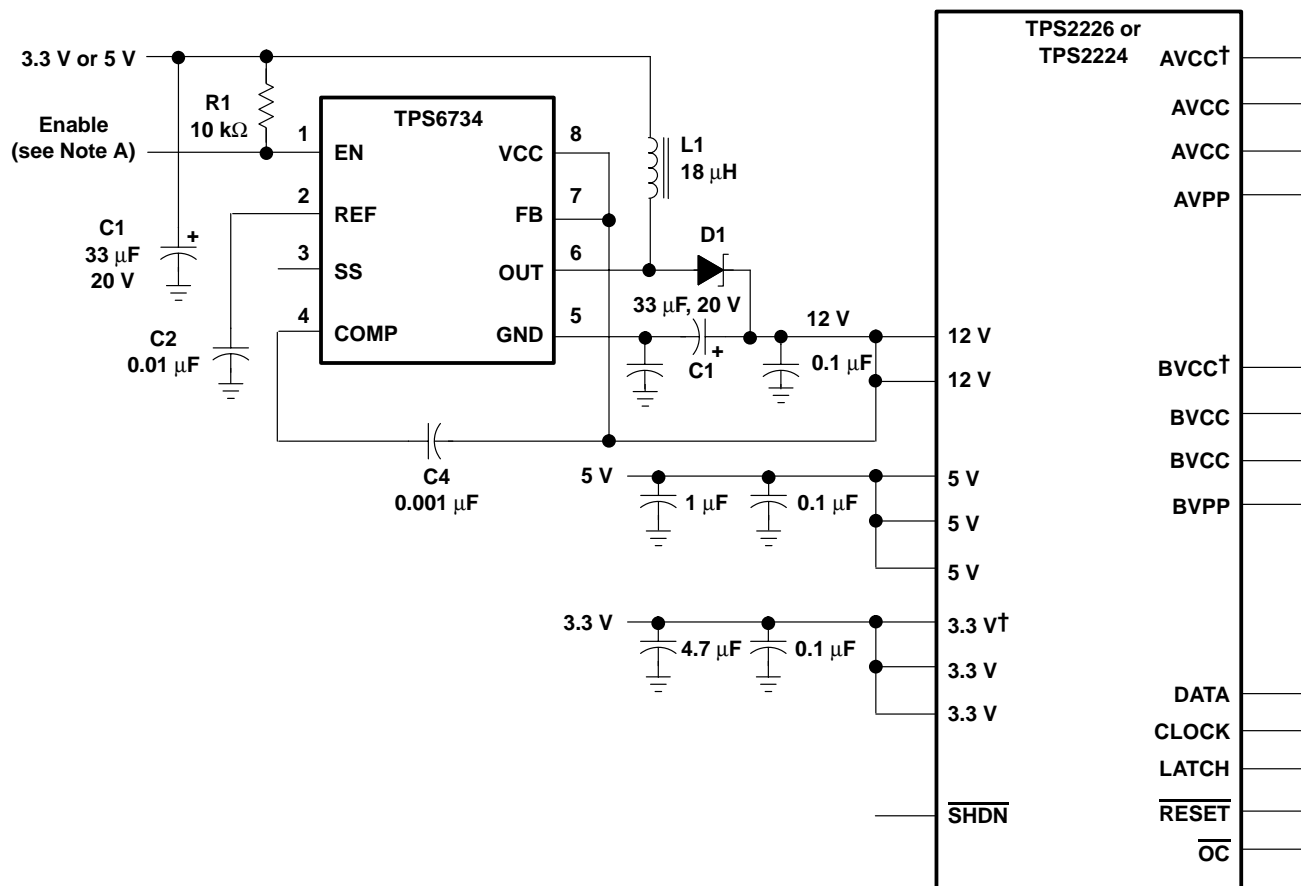 TPS2226 or
TPS2224
3.3 V or 5 V
AVCC†
R1
10 kΩ
TPS6734
AVCC
Enable
(see Note A)
1
EN
VCC
8
L1
18 μH
AVCC
2
REF
FB
7
AVPP
C1
33 μF
20 V
+
3
SS
OUT
6
D1
4
COMP
GND
5
33 μF, 20 V
+
C1
12 V
0.1 μF
12 V
12 V
C2
0.01 μF
BVCC†
BVCC
BVCC
BVPP
C4
0.001 μF
5 V
1 μF
0.1 μF
5 V
5 V
5 V
3.3 V
4.7 μF
0.1 μF
3.3 V†
3.3 V
3.3 V
DATA
CLOCK
LATCH
SHDN
RESET
OC